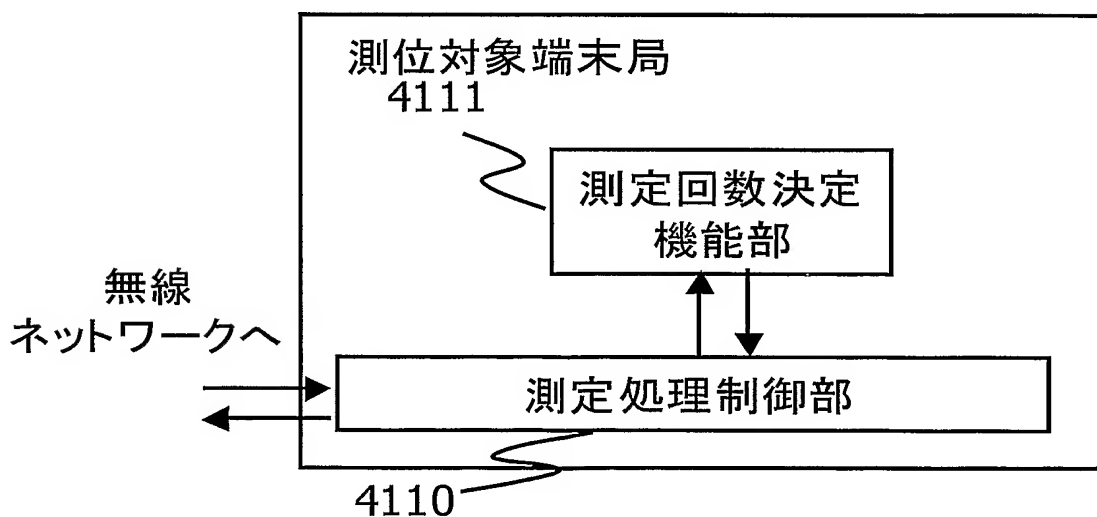 測位対象端末局
4111
測定回数決定
機能部
無線
ネットワークへ
測定処理制御部
4110